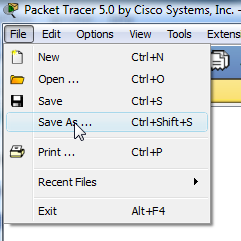 Packet Tracer 5.0 by Cisco Systems, Inc. -
File Edit Options View Tools Exten
New Ctrl+N
Open ... Ctrl+O
Save Ctrl+S
Save As ... Ctrl+Shift+S
Print ... Ctrl+P
Recent Files
Exit Alt+F4